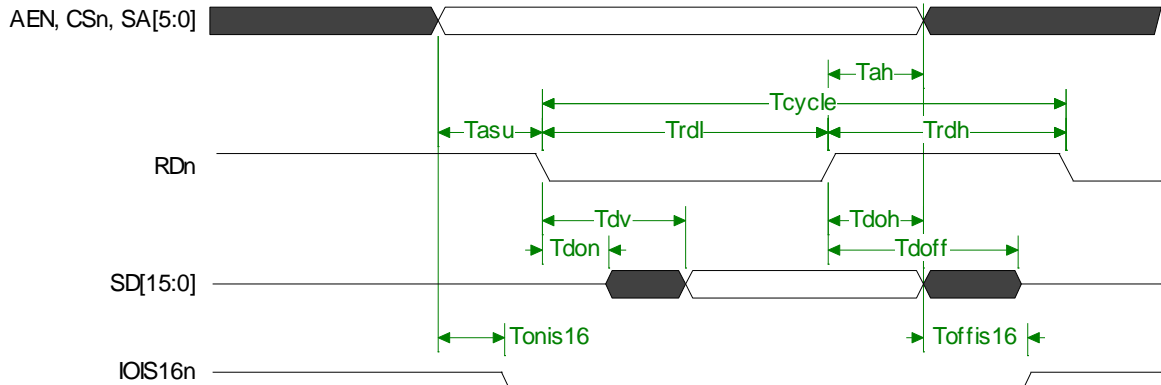 AEN, CSn, SA[5:0]
Tah
Tcycle
Tasu Trdl Trdh
RDn
Tdv Tdoh
Tdon Tdoff
SD[15:0]
Tonis16 Toffis16
IOIS16n